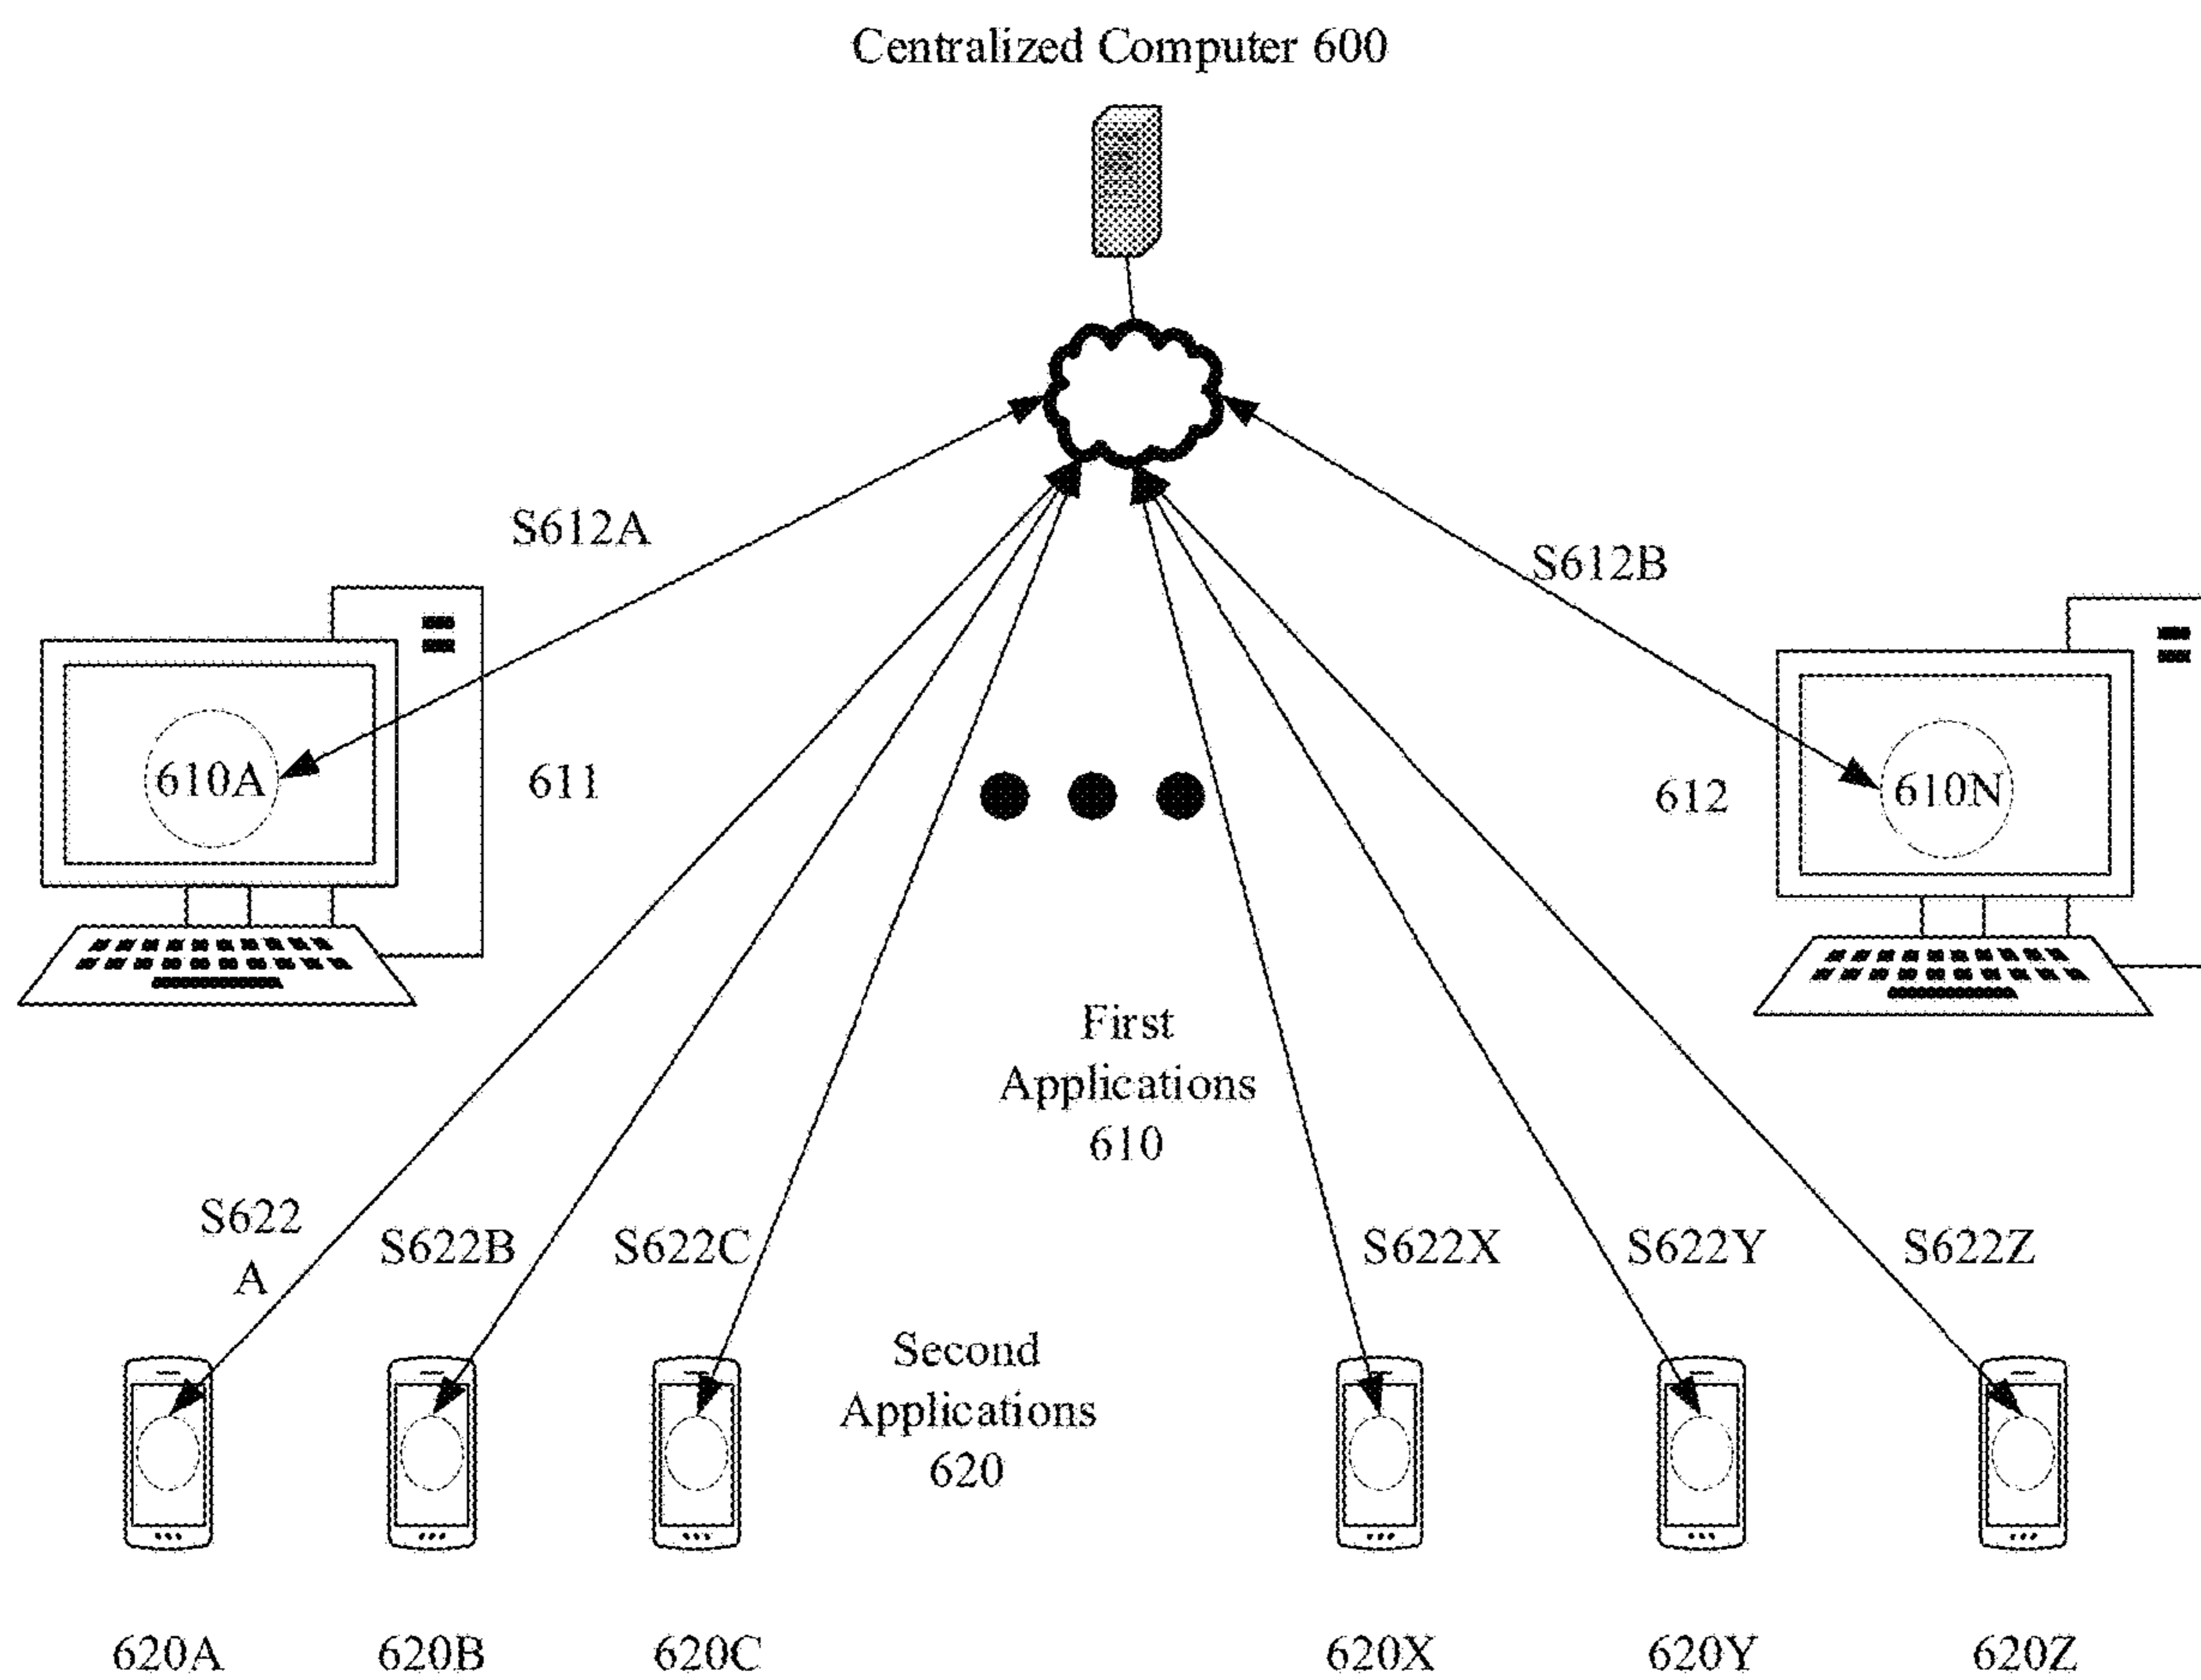 Centralized Computer 600
S612A
S612B
610A
611
612
610N
First
Applications
610
S622
A
S622B
S622C
S622X
S622Y
S622Z
Second
Applications
620
620A
620B
620C
620X
620Y
620Z